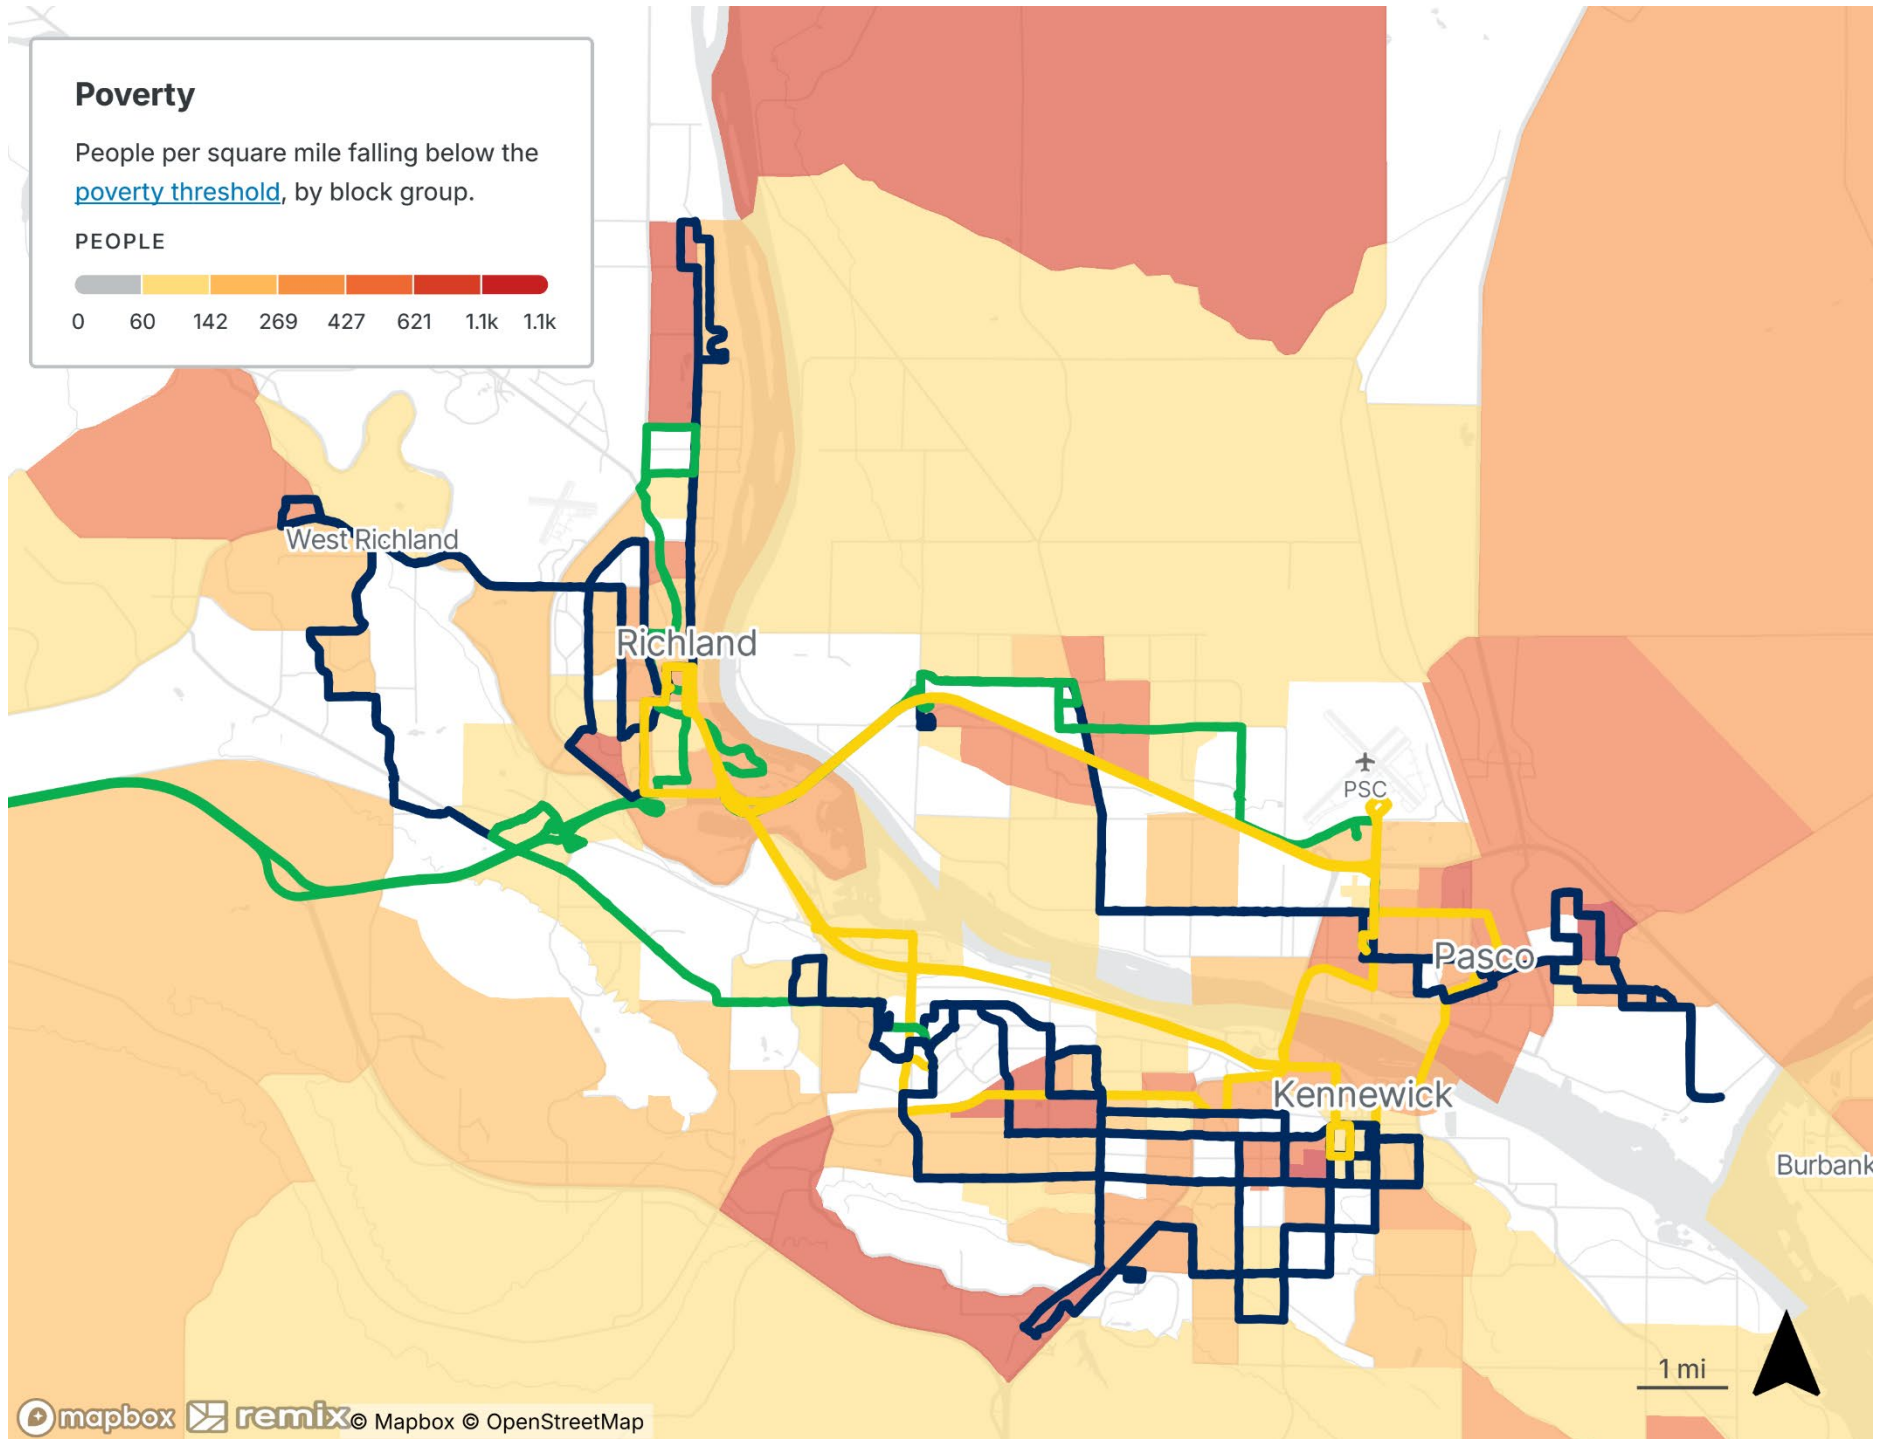 Poverty
People per square mile falling below the
poverty threshold, by block group.
PEOPLE
0 60 142 269 427 621 1.1k 1.1k
West Richland
Richland
PSC
Pasco
Kennewick
Burbank
1 mi
mapbox remix © Mapbox © OpenStreetMap